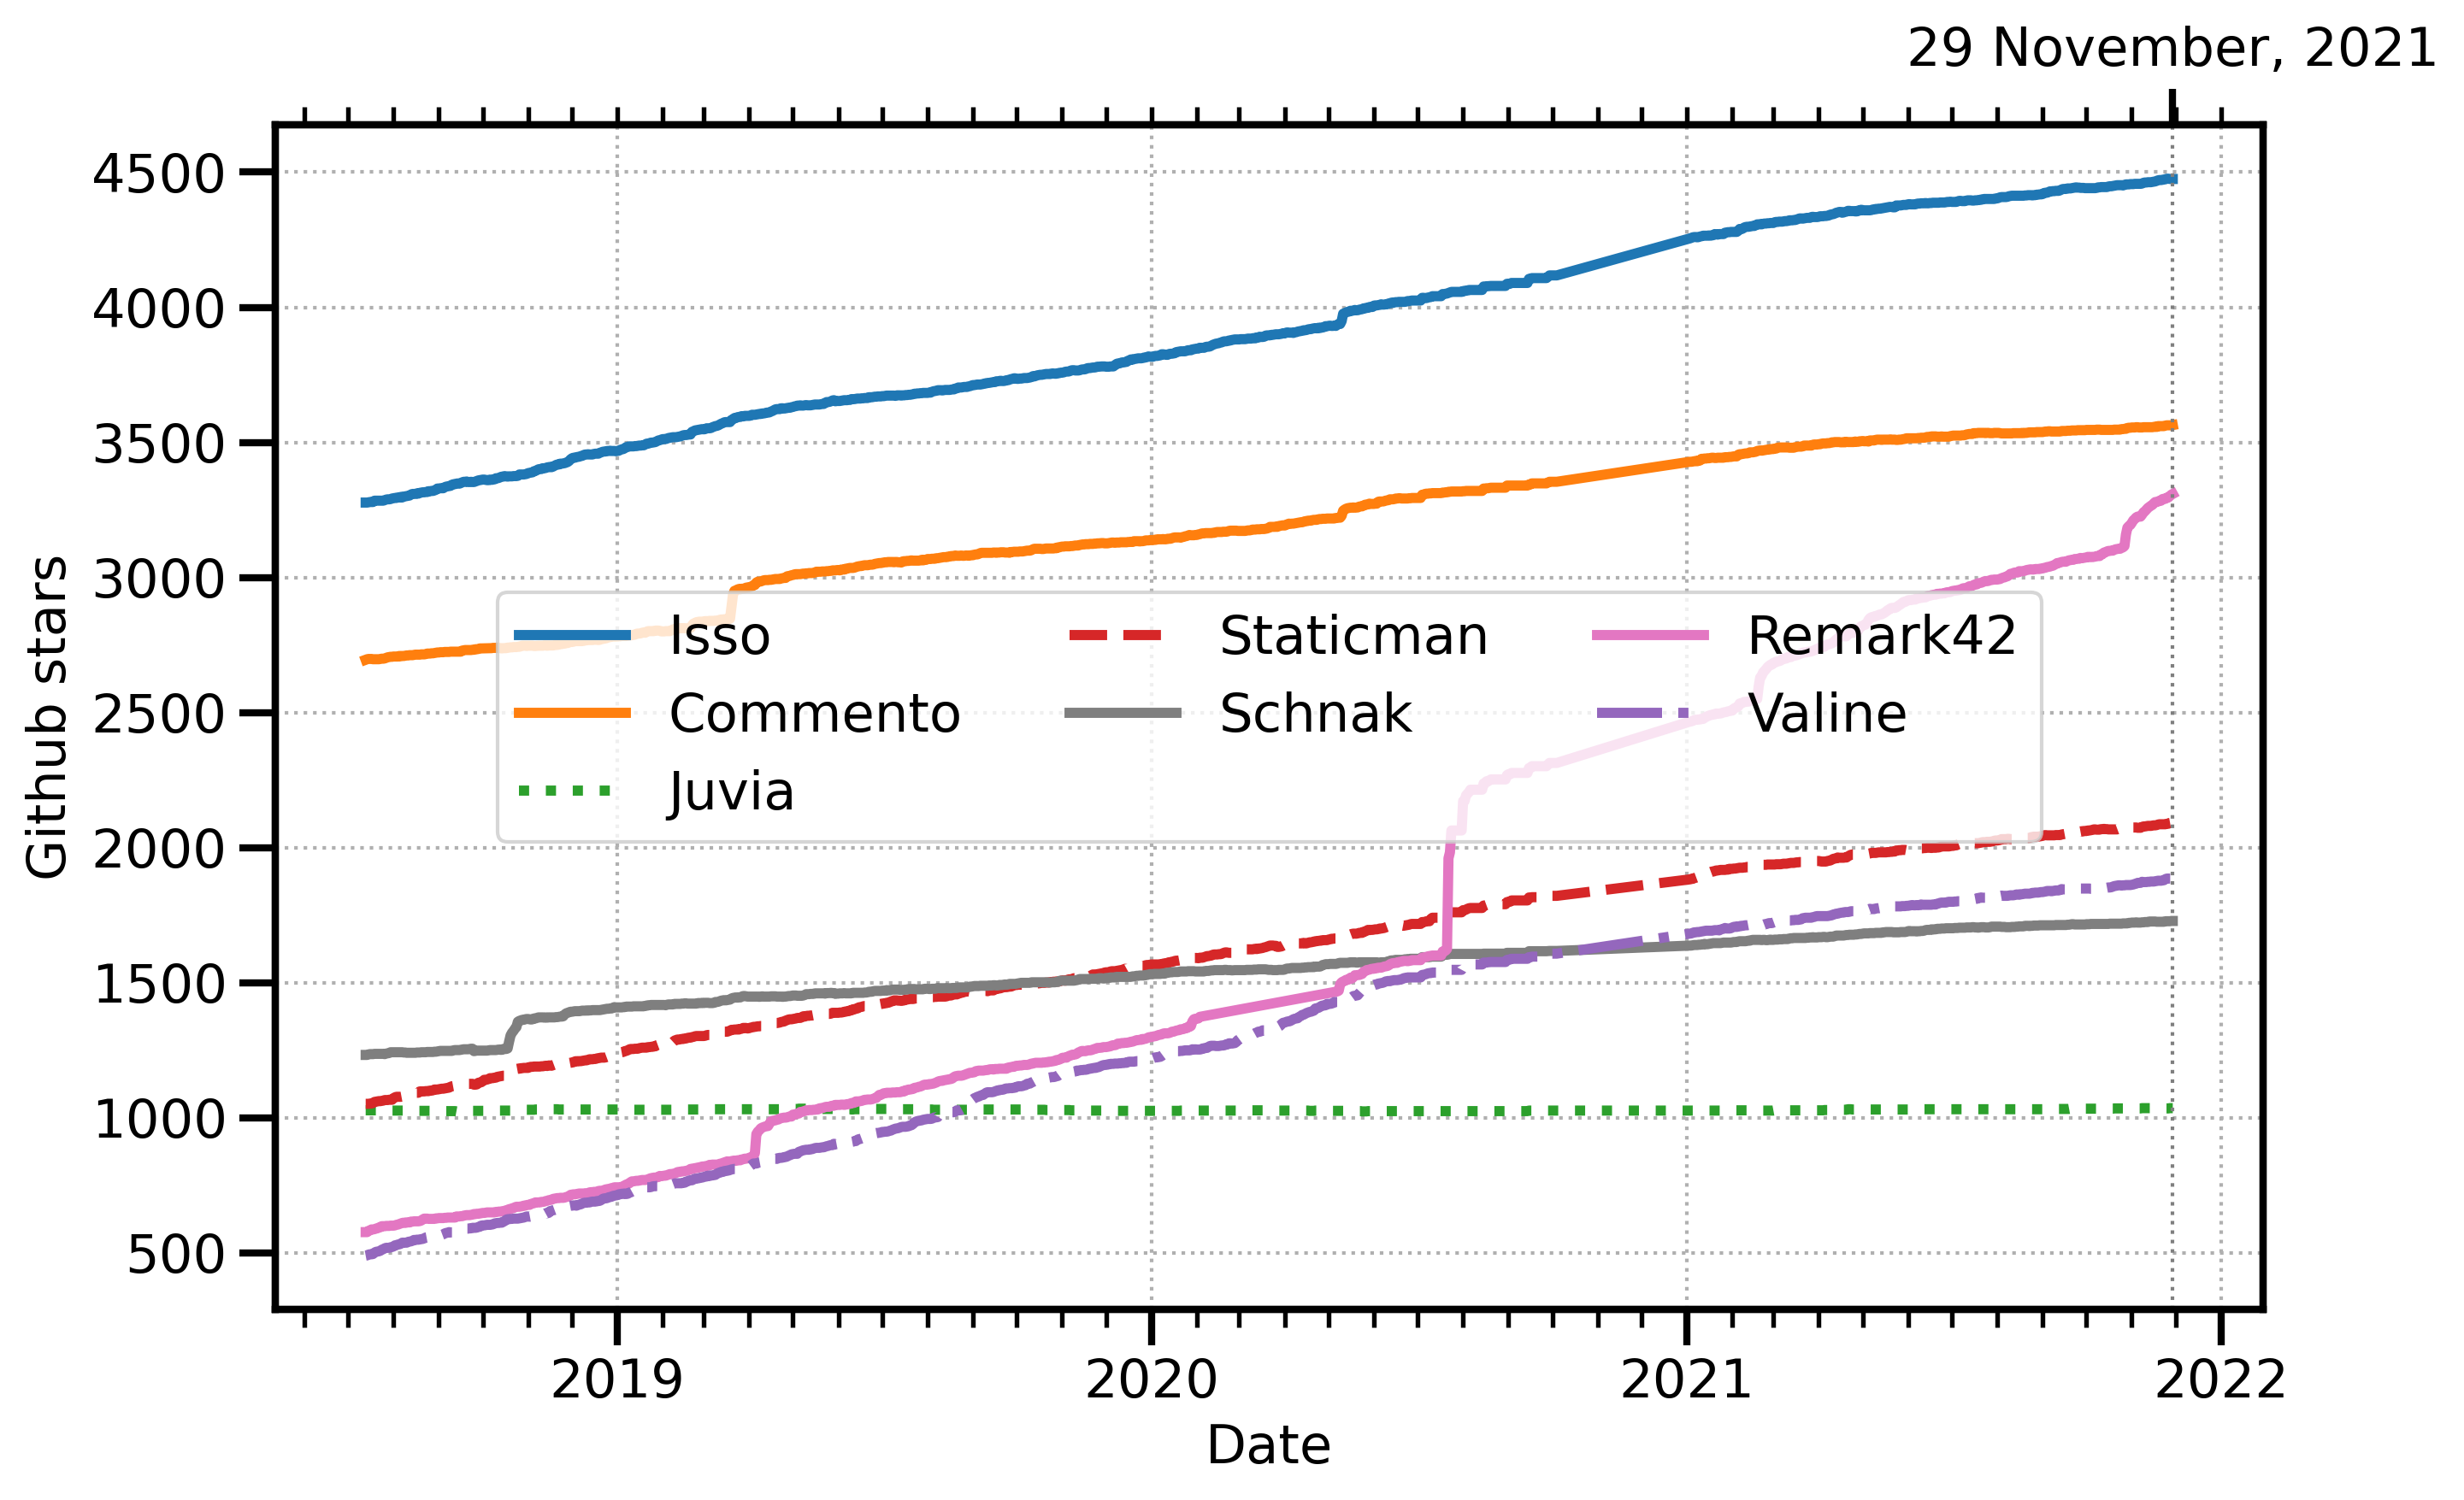 29 November, 2021
4500
4000
3500
3000
2500
2000
1500
1000
500
Github stars
Isso
Commento
Juvia
Staticman
Schnak
Remark42
Valine
2019
2020
2021
2022
Date